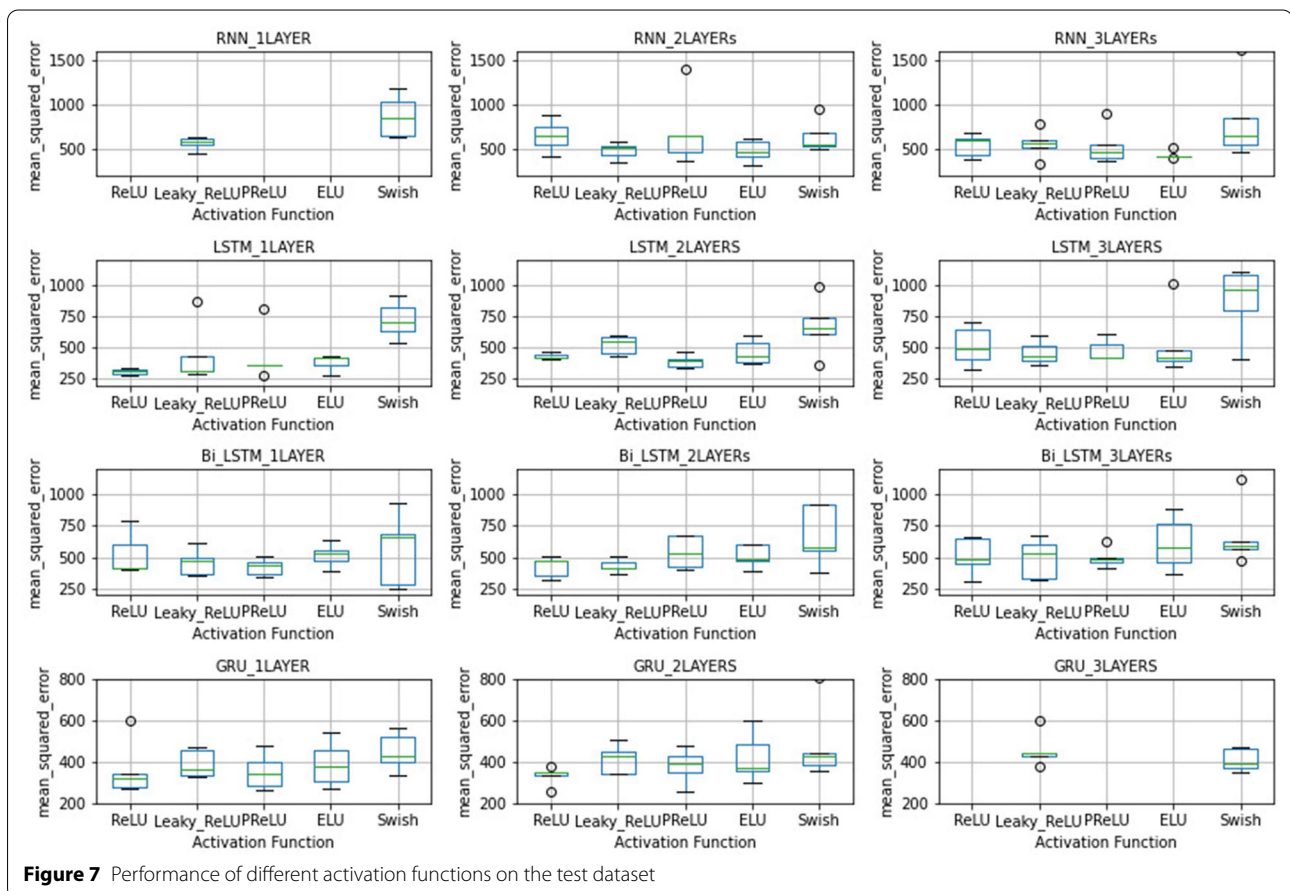 RNN_1LAYER
mean_squared_error
1500
1000
500
ReLU Leaky_ReLU PReLU ELU Swish
Activation Function
RNN_2LAYERs
mean_squared_error
1500
1000
500
ReLU Leaky_ReLU PReLU ELU Swish
Activation Function
RNN_3LAYERs
mean_squared_error
1500
1000
500
ReLU Leaky_ReLU PReLU ELU Swish
Activation Function
LSTM_1LAYER
mean_squared_error
1000
750
500
250
ReLU Leaky_ReLU PReLU ELU Swish
Activation Function
LSTM_2LAYERS
mean_squared_error
1000
750
500
250
ReLU Leaky_ReLU PReLU ELU Swish
Activation Function
LSTM_3LAYERS
mean_squared_error
1000
750
500
250
ReLU Leaky_ReLU PReLU ELU Swish
Activation Function
Bi_LSTM_1LAYER
mean_squared_error
1000
750
500
250
ReLU Leaky_ReLU PReLU ELU Swish
Activation Function
Bi_LSTM_2LAYERs
mean_squared_error
1000
750
500
250
ReLU Leaky_ReLU PReLU ELU Swish
Activation Function
Bi_LSTM_3LAYERs
mean_squared_error
1000
750
500
250
ReLU Leaky_ReLU PReLU ELU Swish
Activation Function
GRU_1LAYER
mean_squared_error
800
600
400
200
ReLU Leaky_ReLU PReLU ELU Swish
Activation Function
GRU_2LAYERS
mean_squared_error
800
600
400
200
ReLU Leaky_ReLU PReLU ELU Swish
Activation Function
GRU_3LAYERS
mean_squared_error
800
600
400
200
ReLU Leaky_ReLU PReLU ELU Swish
Activation Function
Figure 7 Performance of different activation functions on the test dataset